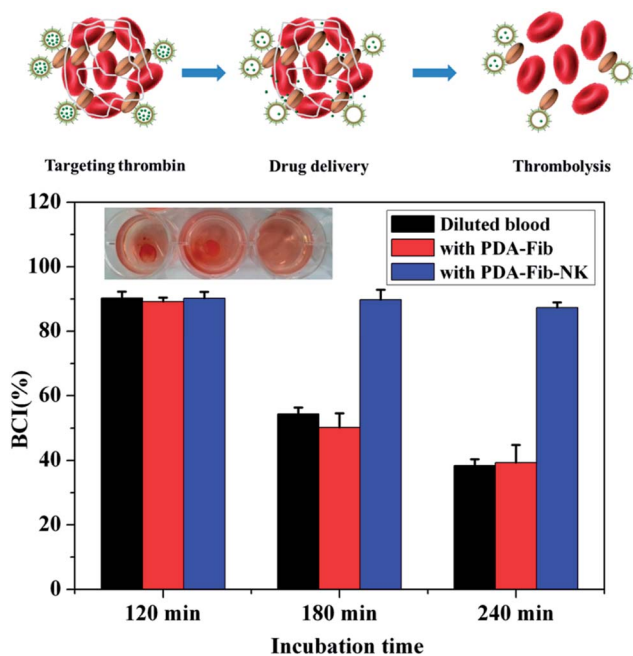 Targeting thrombin
Drug delivery
Thrombolysis
120
100
80
60
40
20
0
BCI(%)
Diluted blood
with PDA-Fib
with PDA-Fib-NK
120 min
180 min
240 min
Incubation time